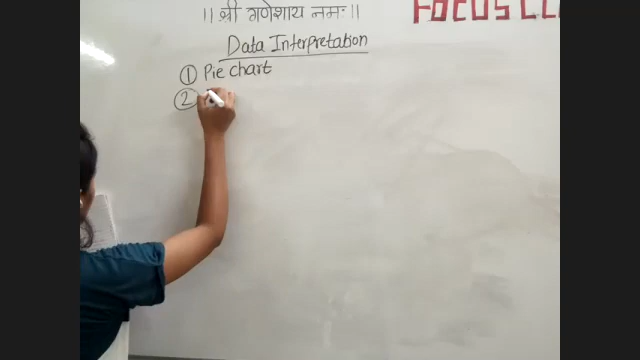 ।। श्री गणेशाय नमः।।
FOCUS
Data Interpretation
① Pie chart
②